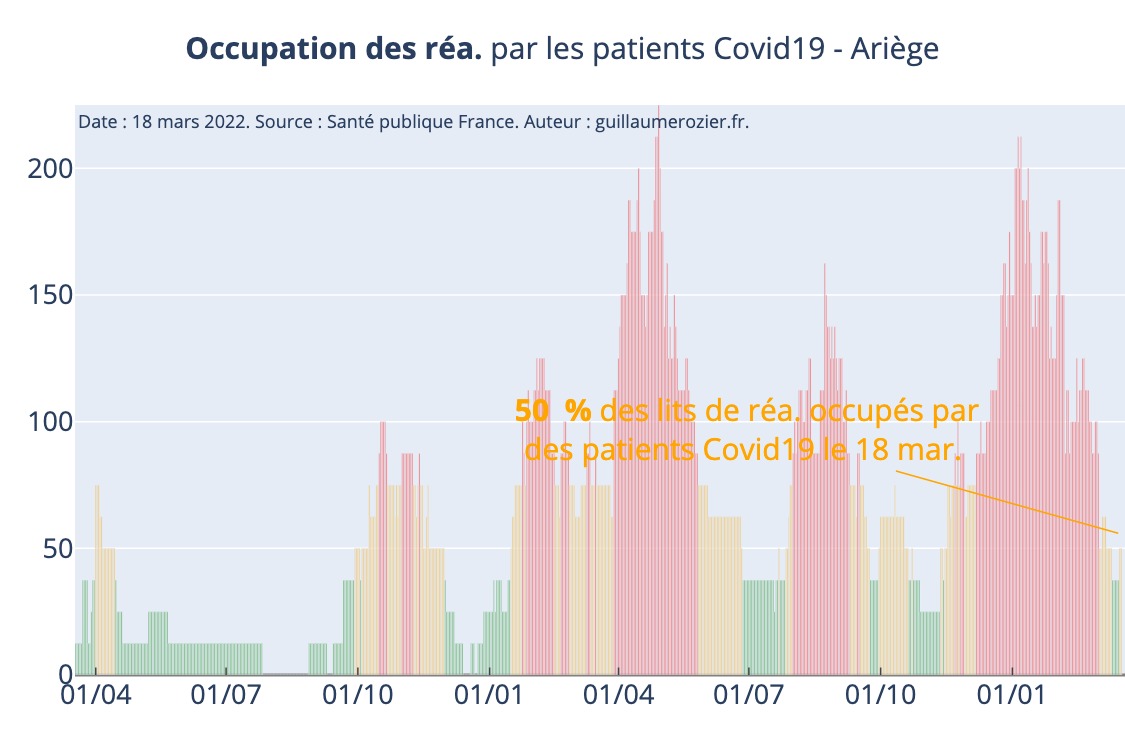 Occupation des réa. par les patients Covid19 - Ariège
Date : 18 mars 2022. Source : Santé publique France. Auteur : guillaumerozier.fr.
200
150
100
50
0
50 % des lits de réa. occupés par
des patients Covid19 le 18 mar.
01/04 01/07 01/10 01/01 01/04 01/07 01/10 01/01